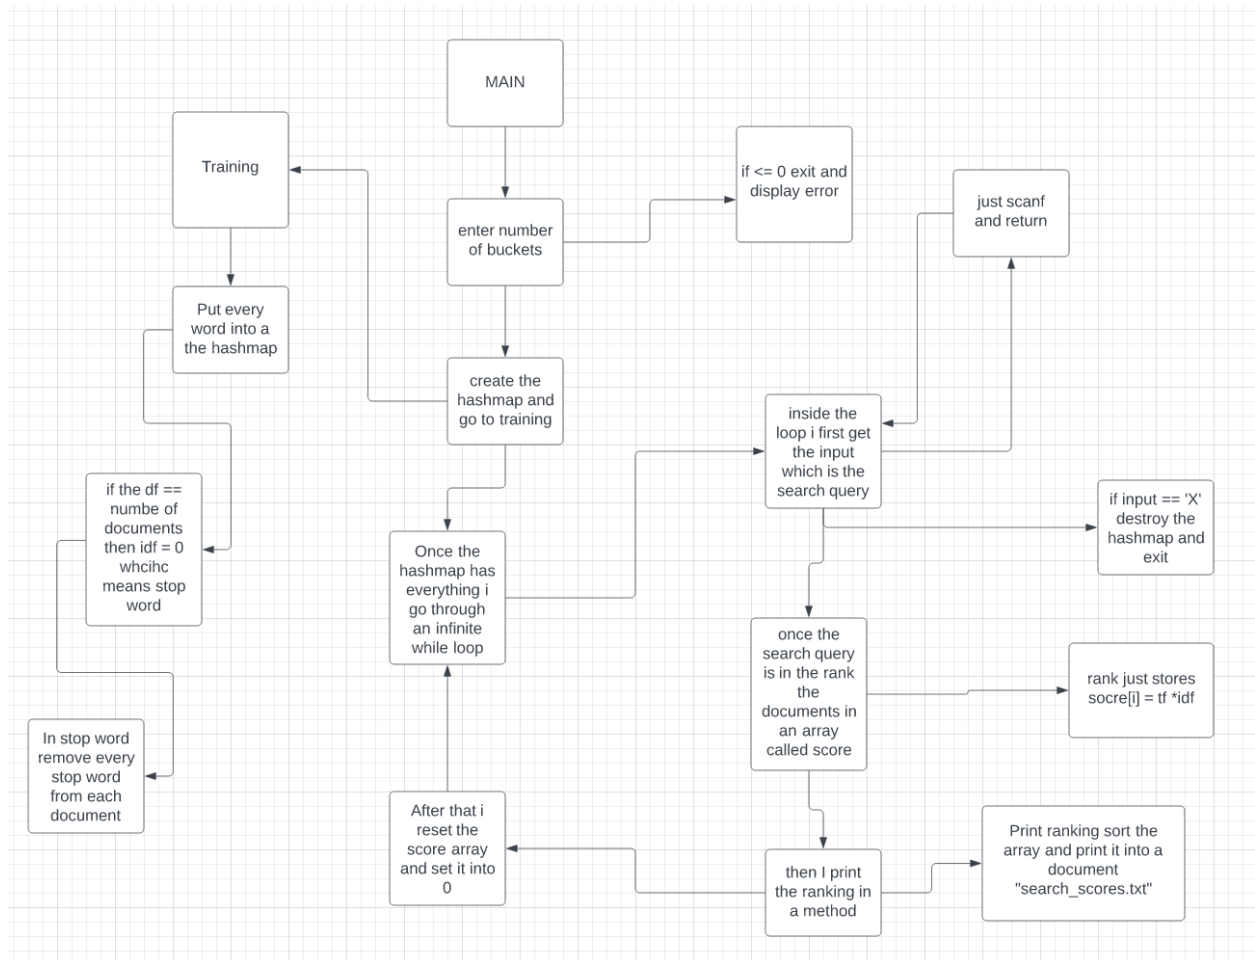 MAIN
Training
if <= 0 exit and
display error
just scanf
and return
enter number
of buckets
Put every
word into a
the hashmap
create the
hashmap and
go to training
inside the
loop i first get
the input
which is the
search query
if the df ==
numbe of
documents
then idf = 0
whcihc
means stop
word
if input == 'X'
destroy the
hashmap and
exit
Once the
hashmap has
everything i
go through
an infinite
while loop
once the
search query
is in the rank
the
documents in
an array
called score
rank just stores
socre[i] = tf *idf
In stop word
remove every
stop word
from each
document
After that i
reset the
score array
and set it into
0
then I print
the ranking in
a method
Print ranking sort the
array and print it into a
document
"search_scores.txt"